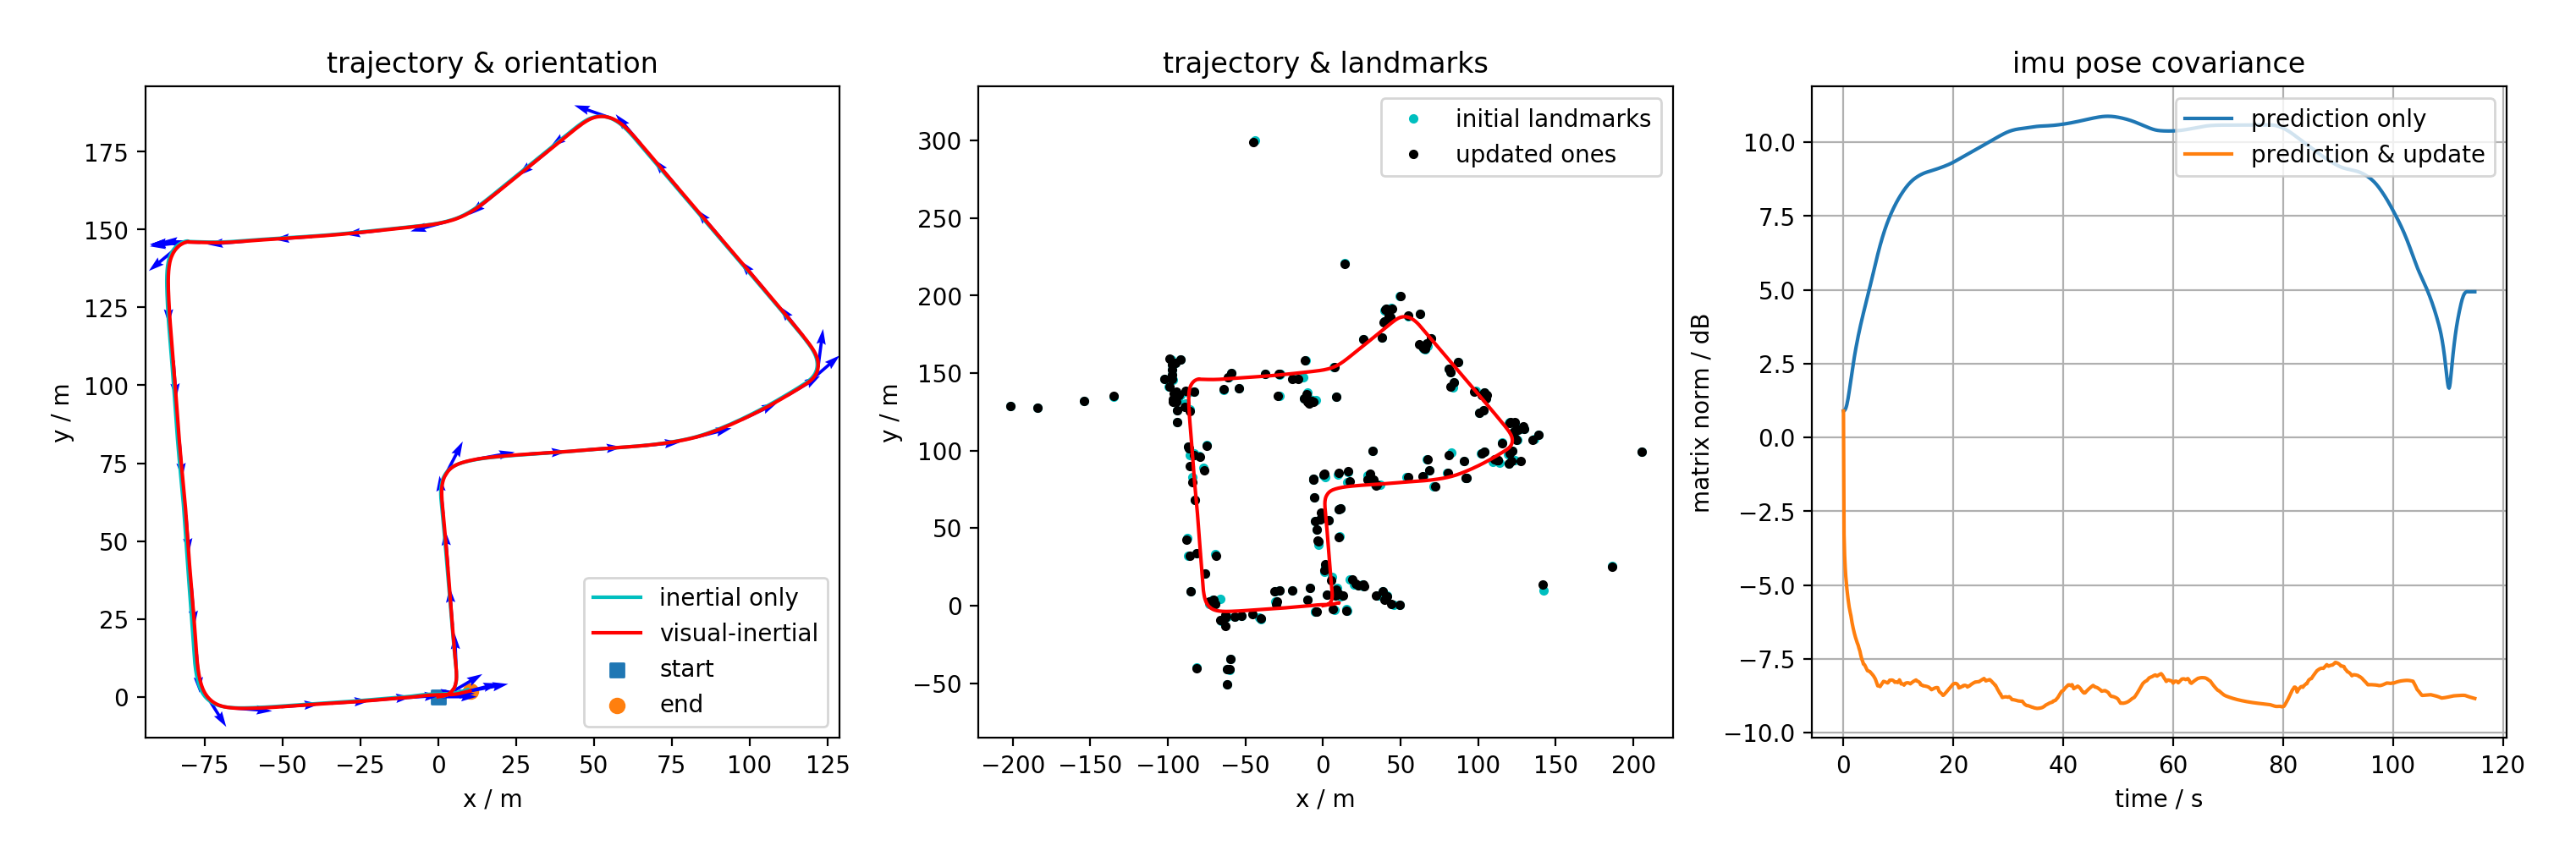 trajectory & orientation
y / m
175
150
125
100
75
50
25
0
−75
−50
−25
0
25
50
75
100
125
x / m
inertial only
visual-inertial
start
end
trajectory & landmarks
y / m
300
250
200
150
100
50
0
−50
−200
−150
−100
−50
0
50
100
150
200
x / m
initial landmarks
updated ones
imu pose covariance
matrix norm / dB
10.0
7.5
5.0
2.5
0.0
−2.5
−5.0
−7.5
−10.0
0
20
40
60
80
100
120
time / s
prediction only
prediction & update